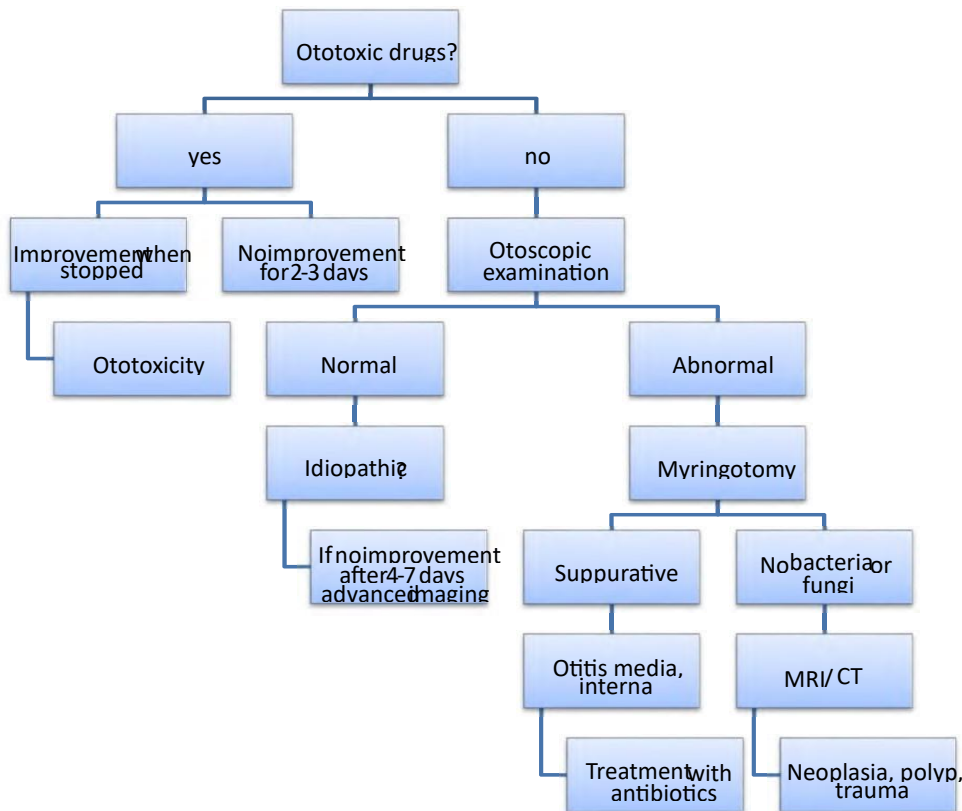 Ototoxic drugs?
yes
no
Improvement when
stopped
No improvement
for 2-3 days
Otoscopic
examination
Ototoxicity
Normal
Abnormal
Idiopathic?
Myringotomy
If no improvement
after 4-7 days
advanced imaging
Suppurative
No bacteria or
fungi
Otitis media,
interna
MRI/ CT
Treatment with
antibiotics
Neoplasia, polyp,
trauma